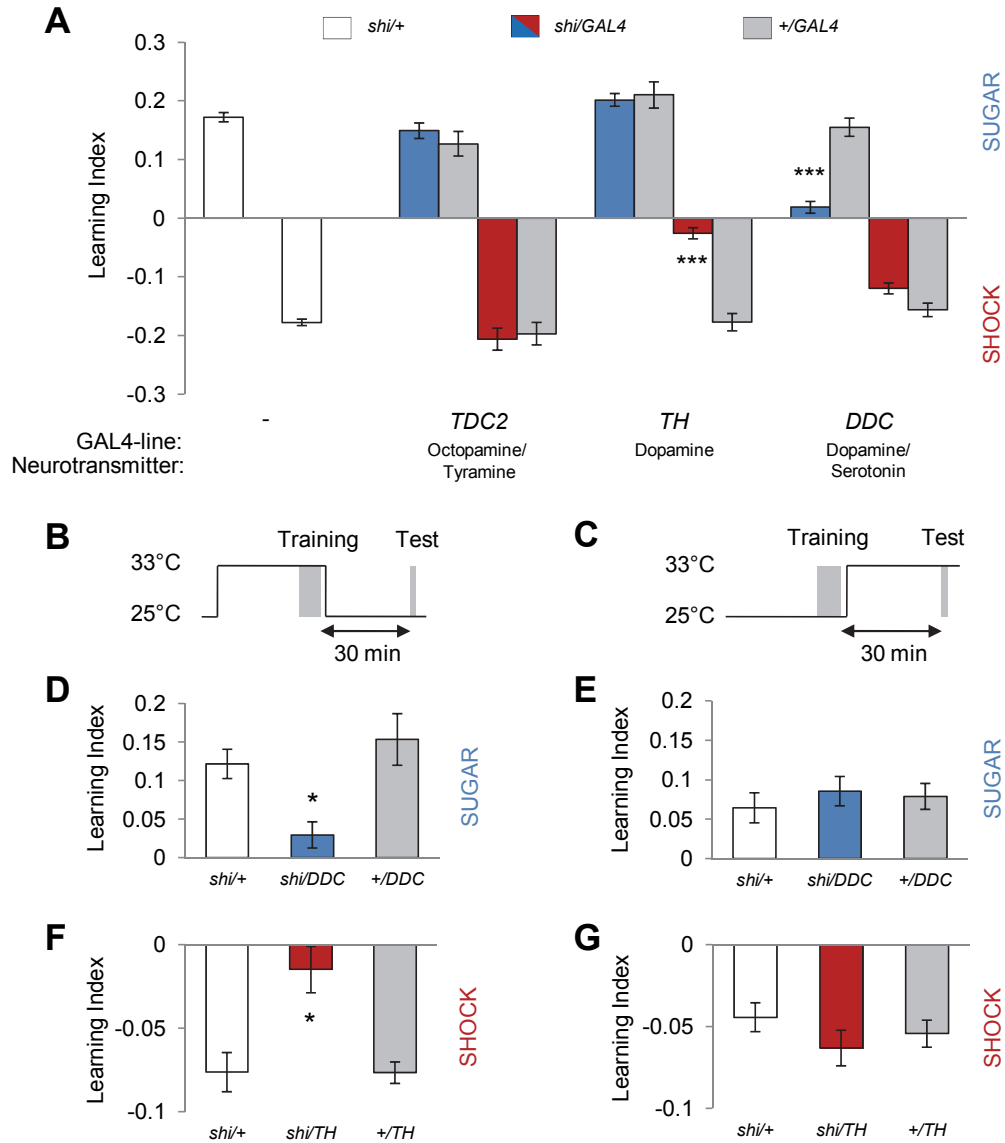 A
shi/+ shi/GAL4 +/GAL4
0.3
0.2
0.1
0
-0.1
-0.2
-0.3
Learning Index
***
***
SUGAR
SHOCK
GAL4-line: - TDC2 TH DDC
Neurotransmitter: Octopamine/ Dopamine Dopamine/
Tyramine Serotonin
B
Training Test
33°C
25°C
30 min
C
Training Test
33°C
25°C
30 min
D
0.2
0.15
0.1
0.05
0
Learning Index
*
SUGAR
shi/+ shi/DDC +/DDC
E
0.2
0.15
0.1
0.05
0
Learning Index
SUGAR
shi/+ shi/DDC +/DDC
F
0
-0.05
-0.1
Learning Index
*
SHOCK
shi/+ shi/TH +/TH
G
0
-0.05
-0.1
Learning Index
SHOCK
shi/+ shi/TH +/TH